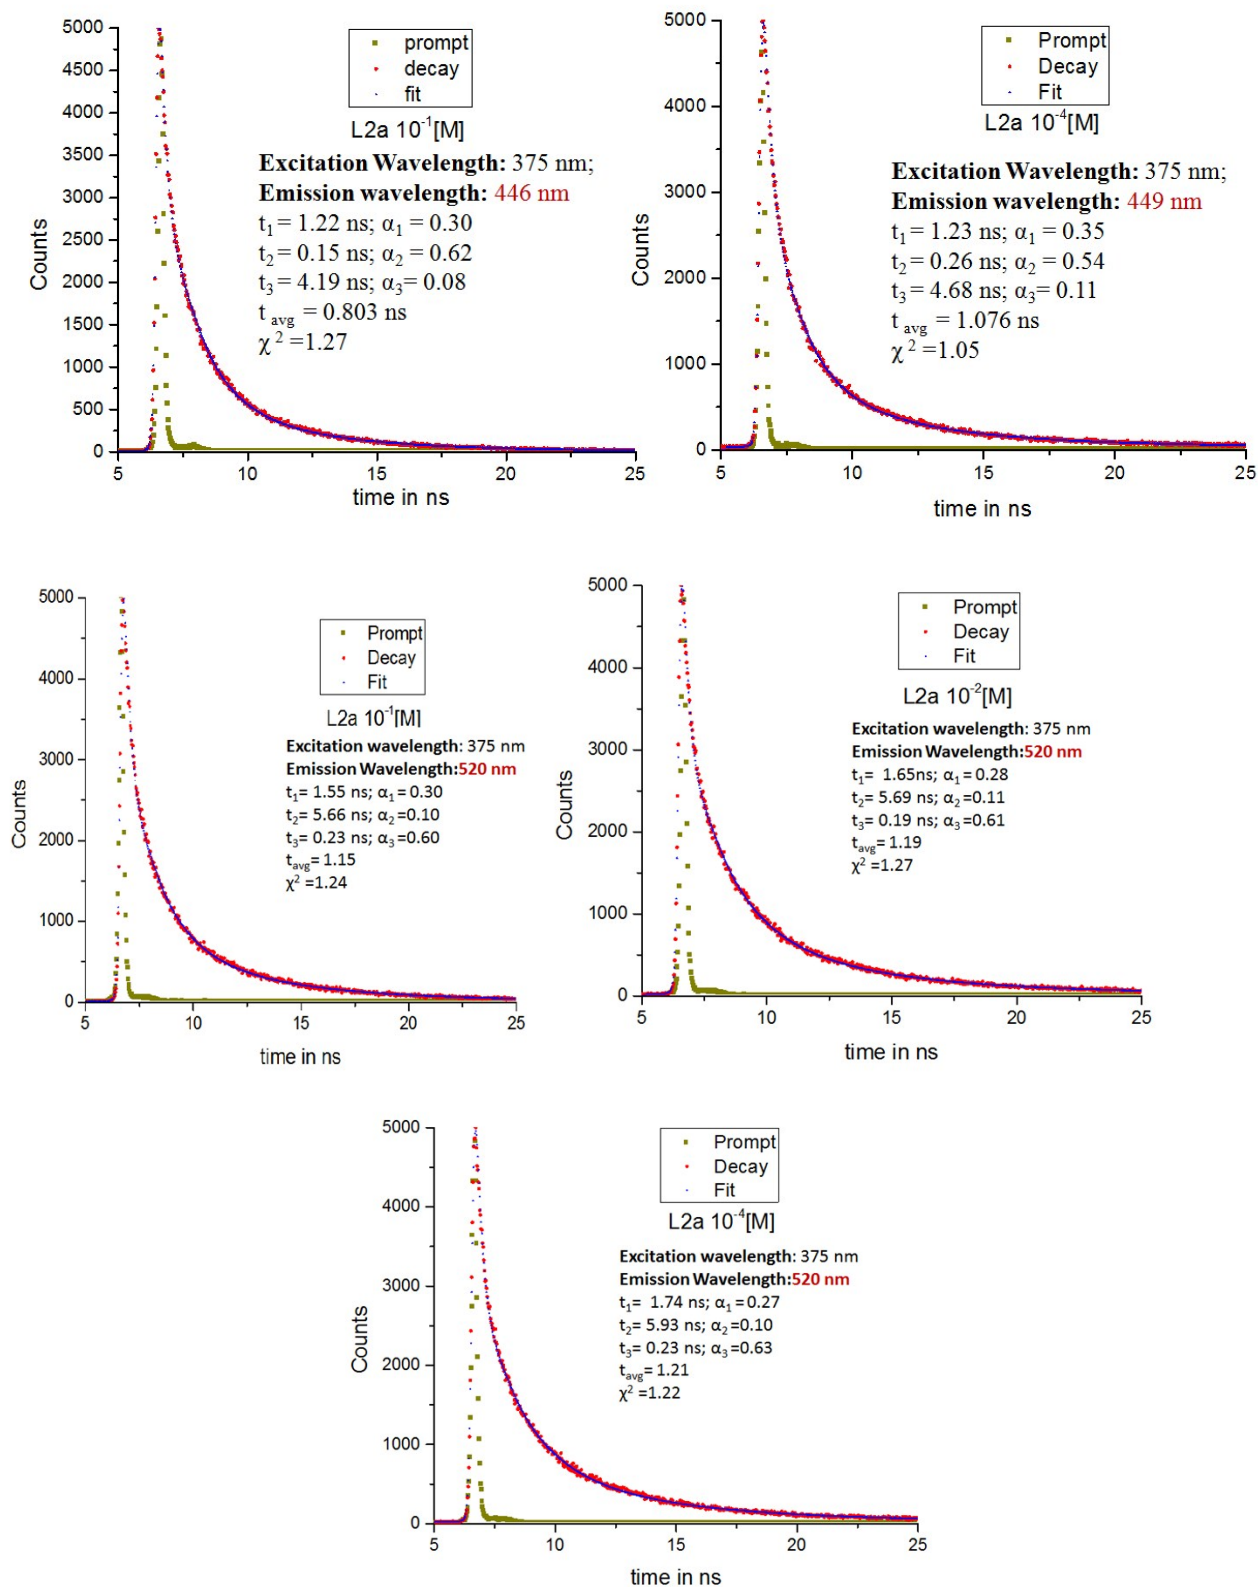 5000
4500
4000
3500
3000
2500
2000
1500
1000
500
0
Counts
5 10 15 20 25
time in ns
prompt
decay
fit
L2a 10⁻¹[M]
Excitation Wavelength: 375 nm;
Emission wavelength: 446 nm
t₁= 1.22 ns; α₁ = 0.30
t₂= 0.15 ns; α₂ = 0.62
t₃= 4.19 ns; α₃= 0.08
t avg = 0.803 ns
χ ² =1.27
5000
4000
3000
2000
1000
0
Counts
5 10 15 20 25
time in ns
Prompt
Decay
Fit
L2a 10⁻⁴[M]
Excitation Wavelength: 375 nm;
Emission wavelength: 449 nm
t₁= 1.23 ns; α₁ = 0.35
t₂= 0.26 ns; α₂ = 0.54
t₃= 4.68 ns; α₃= 0.11
t avg = 1.076 ns
χ ² =1.05
5000
4000
3000
2000
1000
0
Counts
5 10 15 20 25
time in ns
Prompt
Decay
Fit
L2a 10⁻¹[M]
Excitation wavelength: 375 nm
Emission Wavelength:520 nm
t₁= 1.55 ns; α₁ = 0.30
t₂= 5.66 ns; α₂=0.10
t₃= 0.23 ns; α₃=0.60
tavg= 1.15
χ² =1.24
5000
4000
3000
2000
1000
0
Counts
5 10 15 20 25
time in ns
Prompt
Decay
Fit
L2a 10⁻²[M]
Excitation wavelength: 375 nm
Emission Wavelength:520 nm
t₁= 1.65ns; α₁ = 0.28
t₂= 5.69 ns; α₂=0.11
t₃= 0.19 ns; α₃=0.61
tavg= 1.19
χ² =1.27
5000
4000
3000
2000
1000
0
Counts
5 10 15 20 25
time in ns
Prompt
Decay
Fit
L2a 10⁻⁴[M]
Excitation wavelength: 375 nm
Emission Wavelength:520 nm
t₁= 1.74 ns; α₁ = 0.27
t₂= 5.93 ns; α₂=0.10
t₃= 0.23 ns; α₃=0.63
tavg= 1.21
χ² =1.22